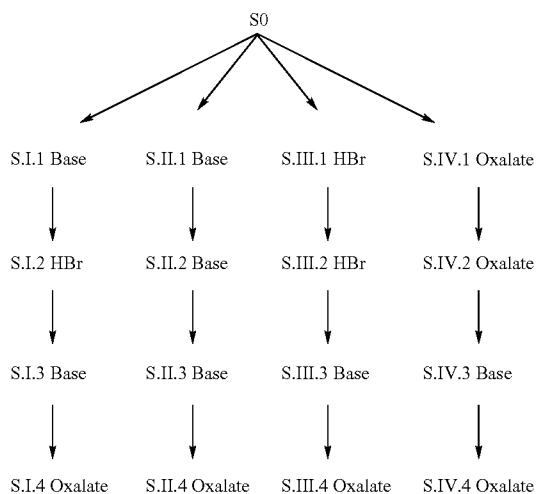 S0
S.I.1 Base S.II.1 Base S.III.1 HBr S.IV.1 Oxalate
S.I.2 HBr S.II.2 Base S.III.2 HBr S.IV.2 Oxalate
S.I.3 Base S.II.3 Base S.III.3 Base S.IV.3 Base
S.I.4 Oxalate S.II.4 Oxalate S.III.4 Oxalate S.IV.4 Oxalate